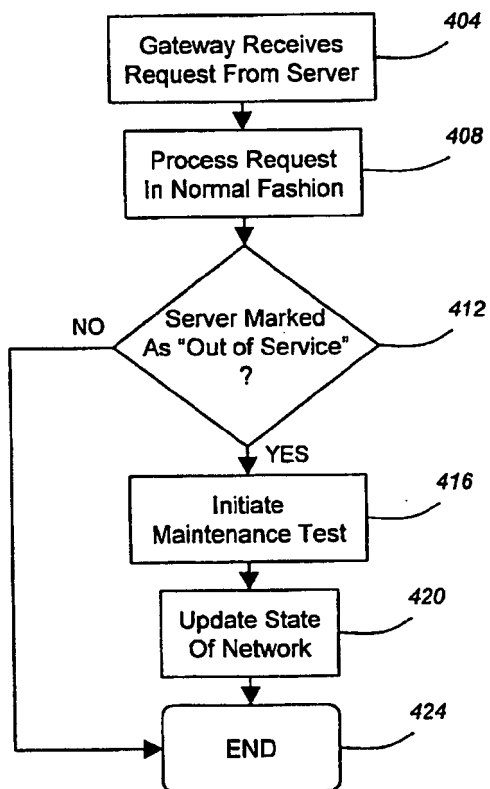 404
Gateway Receives
Request From Server
408
Process Request
In Normal Fashion
412
Server Marked
As "Out of Service"
?
NO
YES
416
Initiate
Maintenance Test
420
Update State
Of Network
424
END